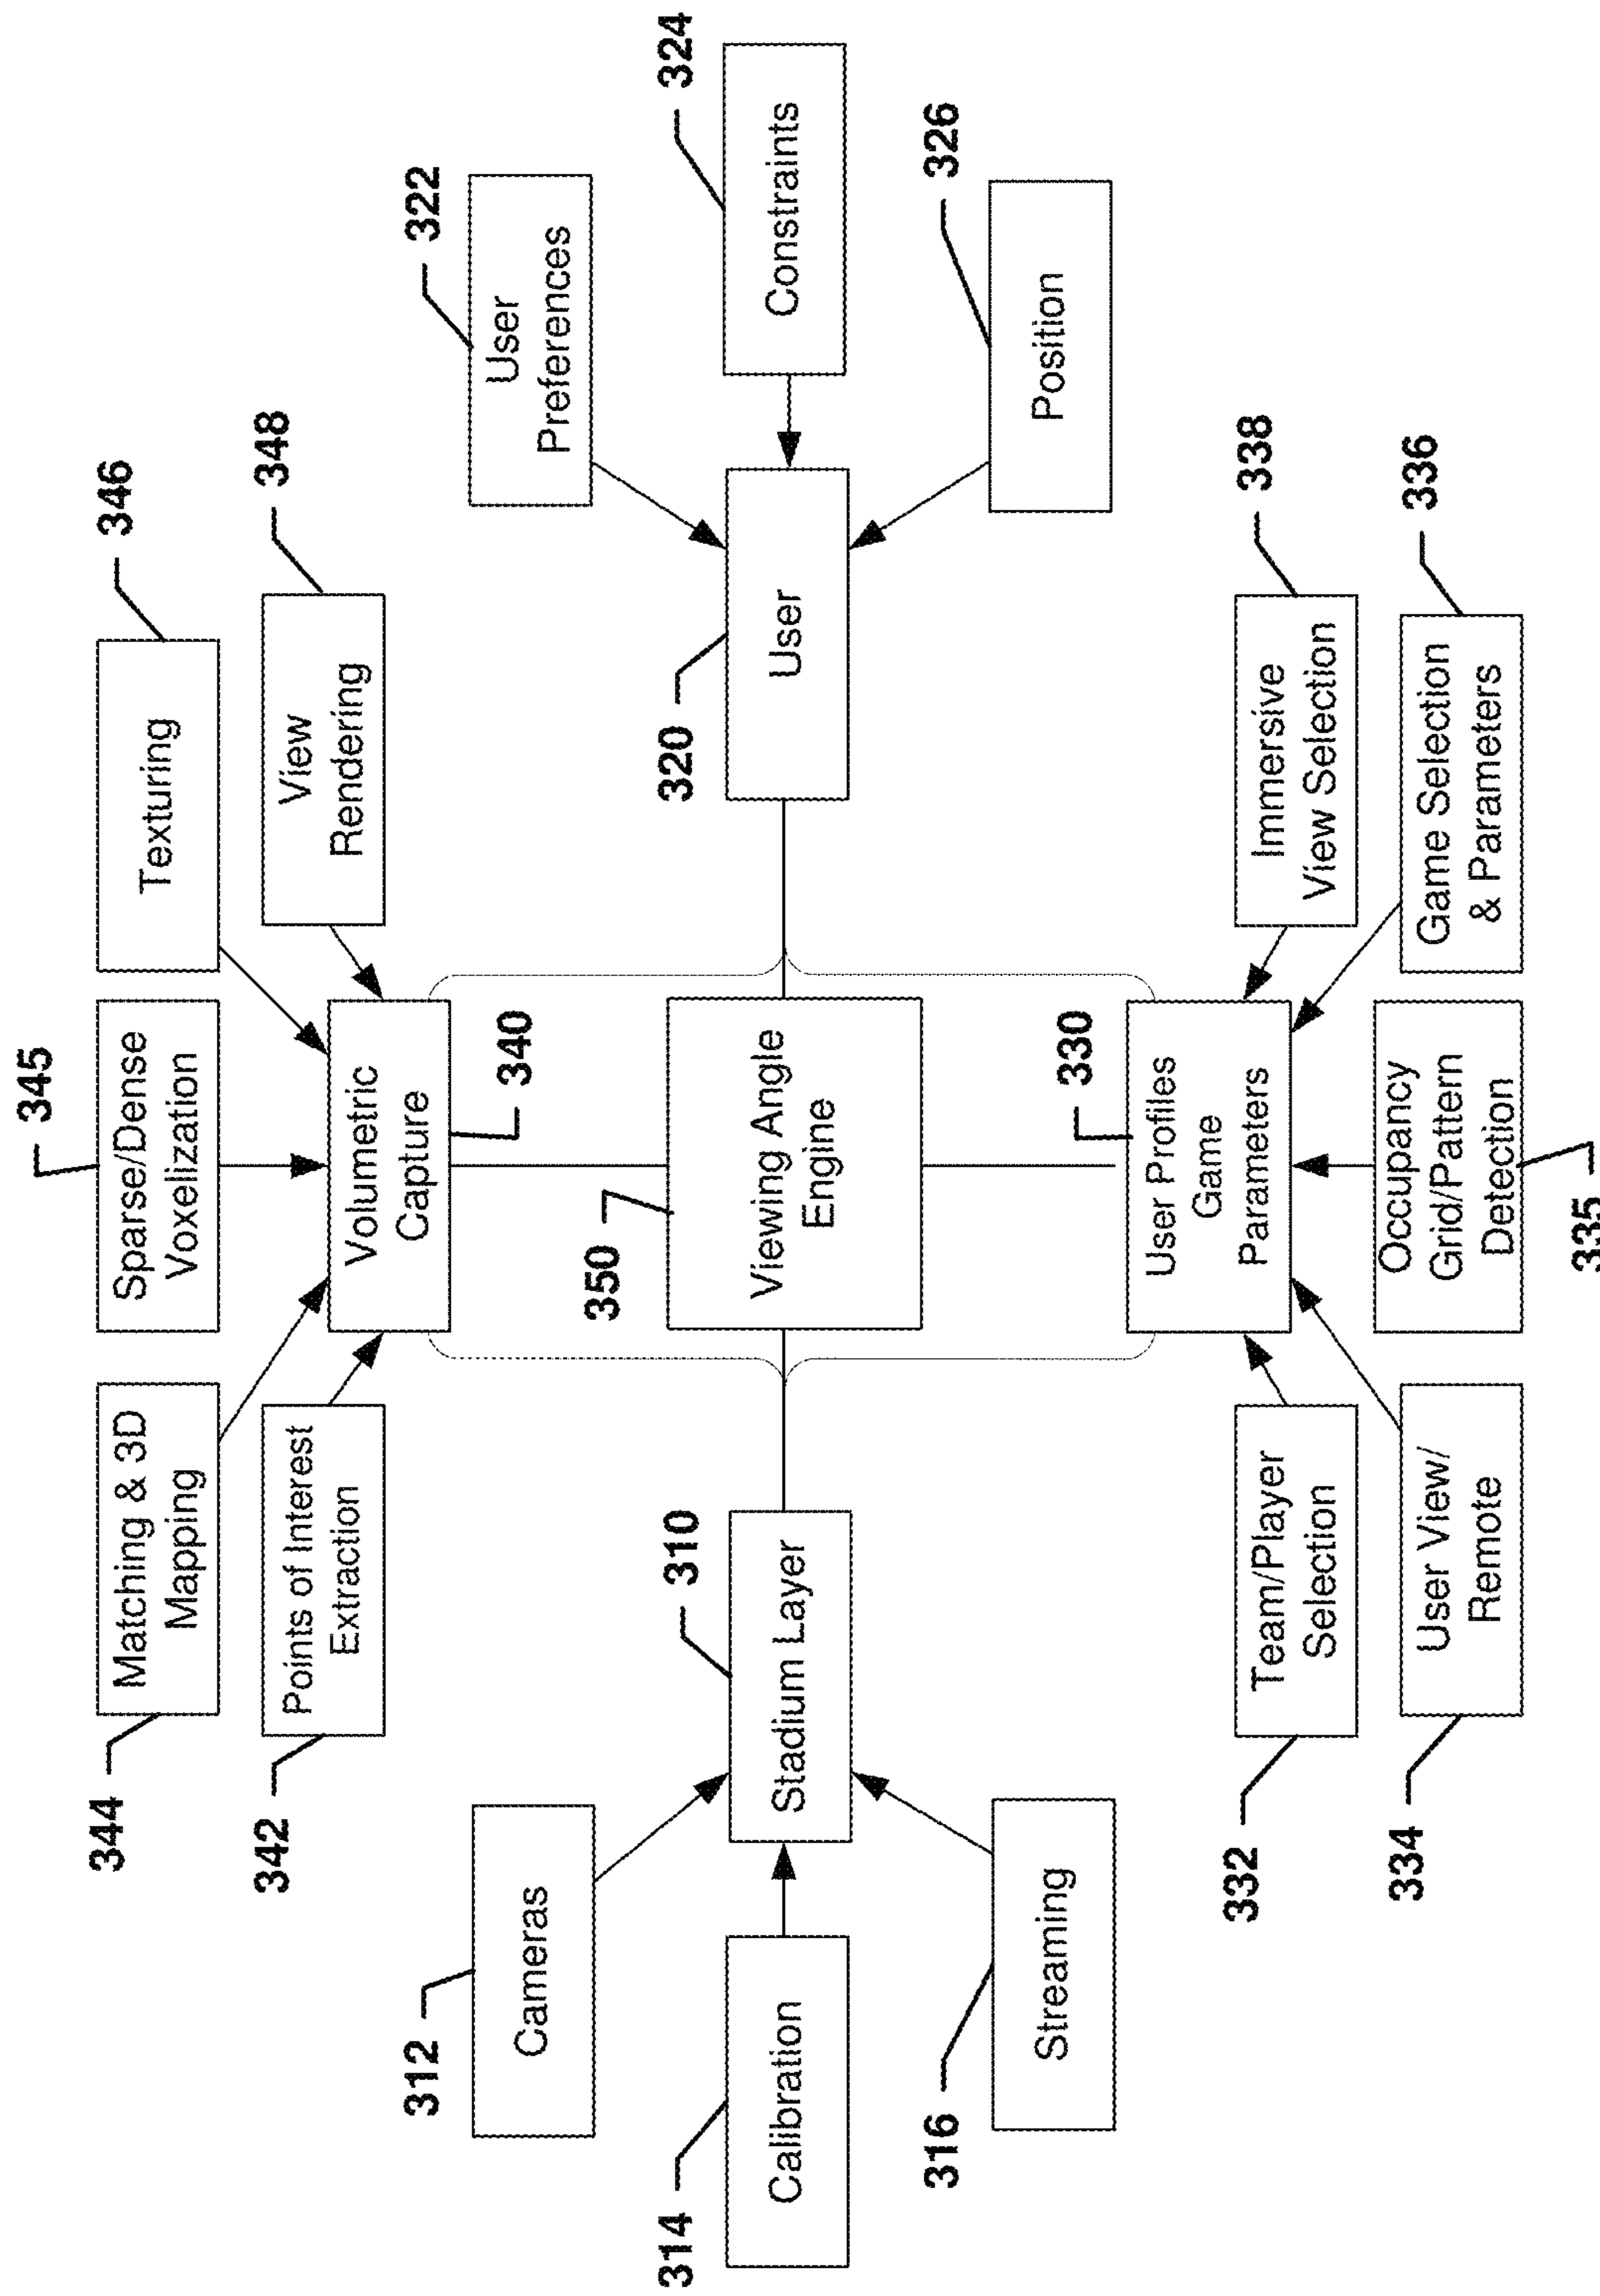 345
346
344
Matching & 3D
Mapping
Sparse/Dense
Voxelization
Texturing
348
342
Points of Interest
Extraction
View
Rendering
Volumetric
Capture
340
322
312
Cameras
User
Preferences
350
310
320
324
314
Calibration
Stadium Layer
Viewing Angle
Engine
User
Constraints
316
Streaming
326
Position
330
User Profiles
Game
Parameters
332
Team/Player
Selection
338
Immersive
View Selection
334
User View/
Remote
Occupancy
Grid/Pattern
Detection
336
Game Selection
& Parameters
335